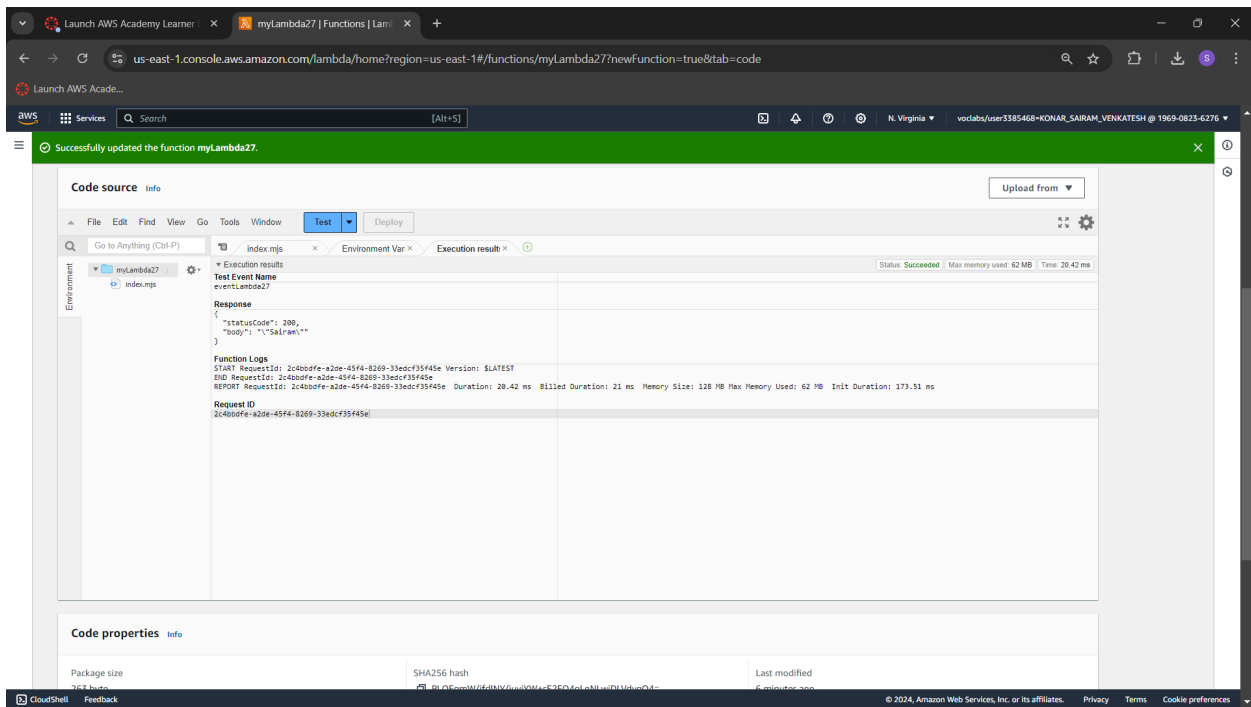 Launch AWS Academy Learner L
myLambda27 | Functions | Lam
us-east-1.console.aws.amazon.com/lambda/home?region=us-east-1#/functions/myLambda27?newFunction=true&tab=code
S
Launch AWS Acade...
aws
Services
Search
[Alt+S]
N. Virginia
voclabs/user3385468=KONAR_SAIRAM_VENKATESH @ 1969-0823-6276
Successfully updated the function myLambda27.
Code source Info
Upload from
File Edit Find View Go Tools Window
Test
Deploy
Go to Anything (Ctrl-P)
index.mjs
Environment Var
Execution result
Environment
myLambda27 -
index.mjs
Execution results
Status: Succeeded
Max memory used: 62 MB
Time: 20.42 ms
Test Event Name
eventLambda27
Response
{
"statusCode": 200,
"body": "\"Sairam\""
}
Function Logs
START RequestId: 2c4bbdfe-a2de-45f4-8269-33edcf35f45e Version: $LATEST
END RequestId: 2c4bbdfe-a2de-45f4-8269-33edcf35f45e
REPORT RequestId: 2c4bbdfe-a2de-45f4-8269-33edcf35f45e Duration: 20.42 ms Billed Duration: 21 ms Memory Size: 128 MB Max Memory Used: 62 MB Init Duration: 173.51 ms
Request ID
2c4bbdfe-a2de-45f4-8269-33edcf35f45e
Code properties Info
Package size
SHA256 hash
Last modified
263 byte
6 minutes ago
CloudShell
Feedback
© 2024, Amazon Web Services, Inc. or its affiliates.
Privacy
Terms
Cookie preferences